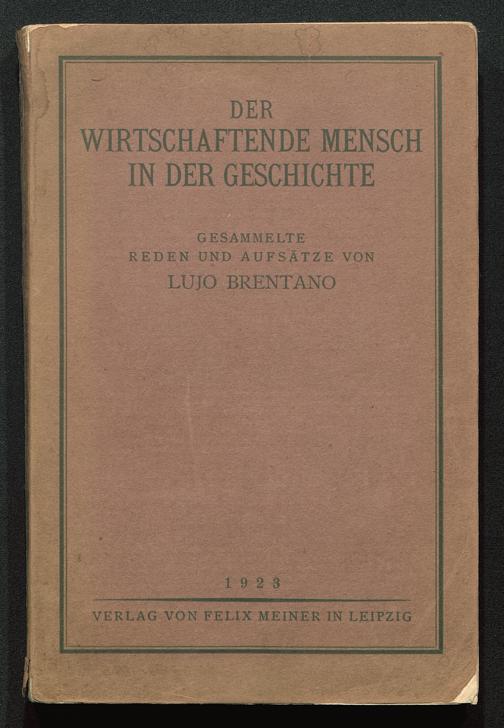 DER
WIRTSCHAFTENDE MENSCH
IN DER GESCHICHTE
GESAMMELTE
REDEN UND AUFSÄTZE VON
LUJO BRENTANO
1923
VERLAG VON FELIX MEINER IN LEIPZIG